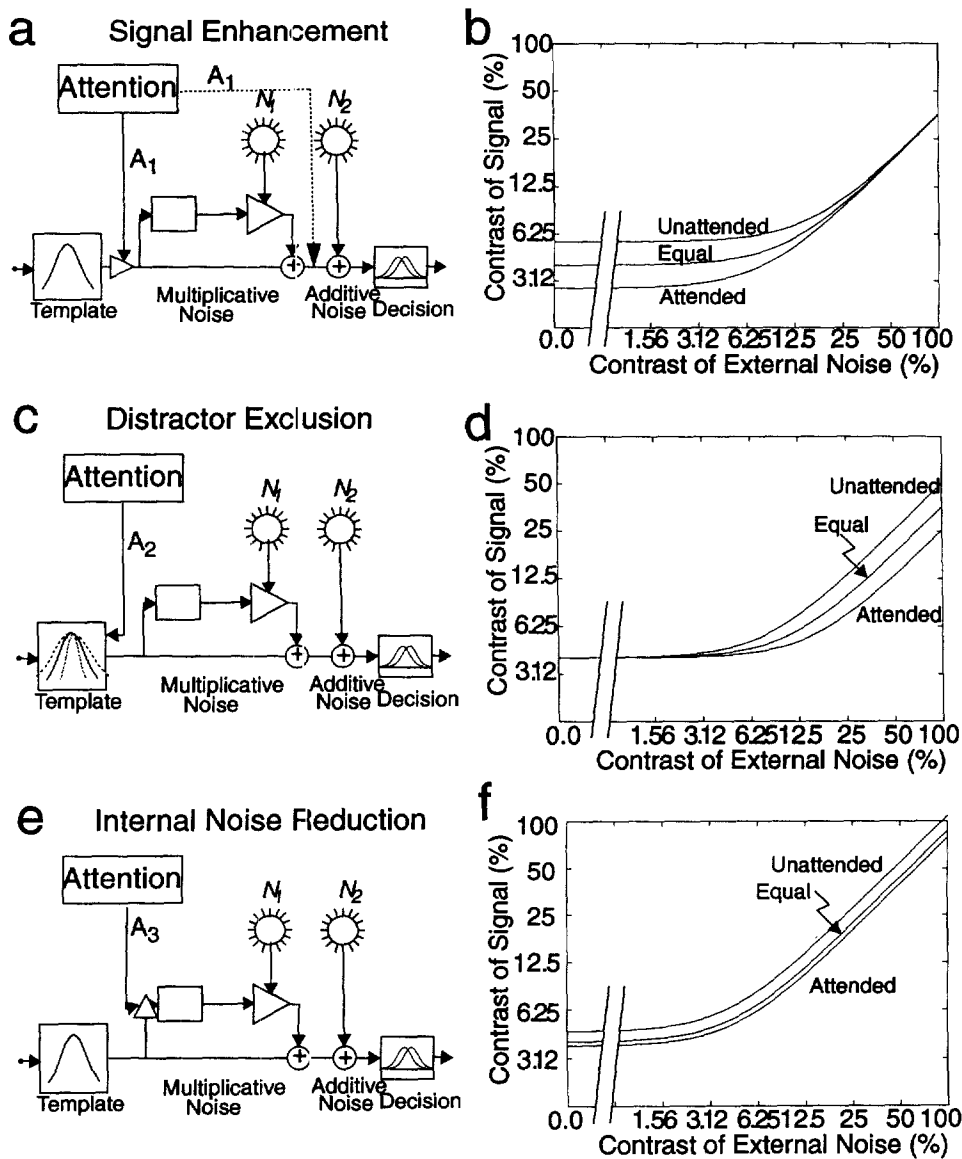 a Signal Enhancement
Attention
A1
A1
N1
N2
Template
Multiplicative
Noise
Additive
Noise
Decision
b
Contrast of Signal (%)
100
50
25
12.5
6.25
3.12
Unattended
Equal
Attended
0.0 1.56 3.12 6.25 12.5 25 50 100
Contrast of External Noise (%)
c Distractor Exclusion
Attention
A2
N1
N2
Template
Multiplicative
Noise
Additive
Noise
Decision
d
Contrast of Signal (%)
100
50
25
12.5
6.25
3.12
Unattended
Equal
Attended
0.0 1.56 3.12 6.25 12.5 25 50 100
Contrast of External Noise (%)
e Internal Noise Reduction
Attention
A3
N1
N2
Template
Multiplicative
Noise
Additive
Noise
Decision
f
Contrast of Signal (%)
100
50
25
12.5
6.25
3.12
Unattended
Equal
Attended
0.0 1.56 3.12 6.25 12.5 25 50 100
Contrast of External Noise (%)